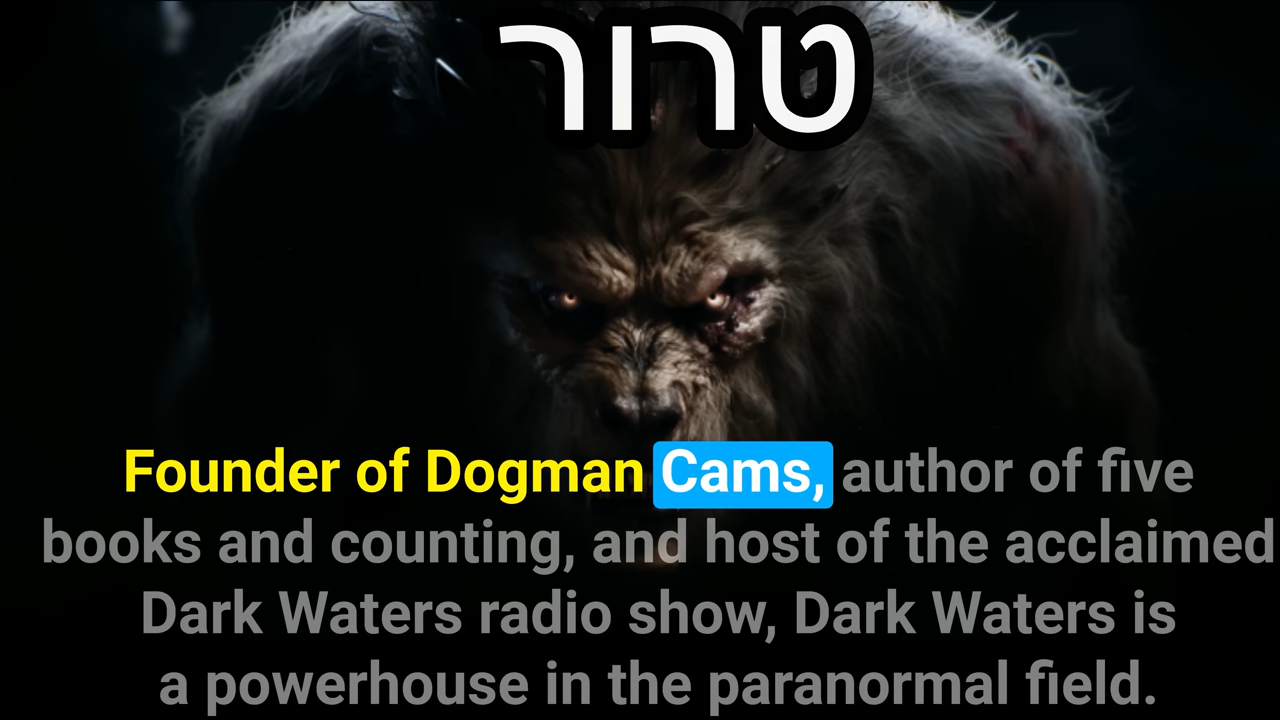 טרור
Founder of Dogman Cams, author of five
books and counting, and host of the acclaimed
Dark Waters radio show, Dark Waters is
a powerhouse in the paranormal field.